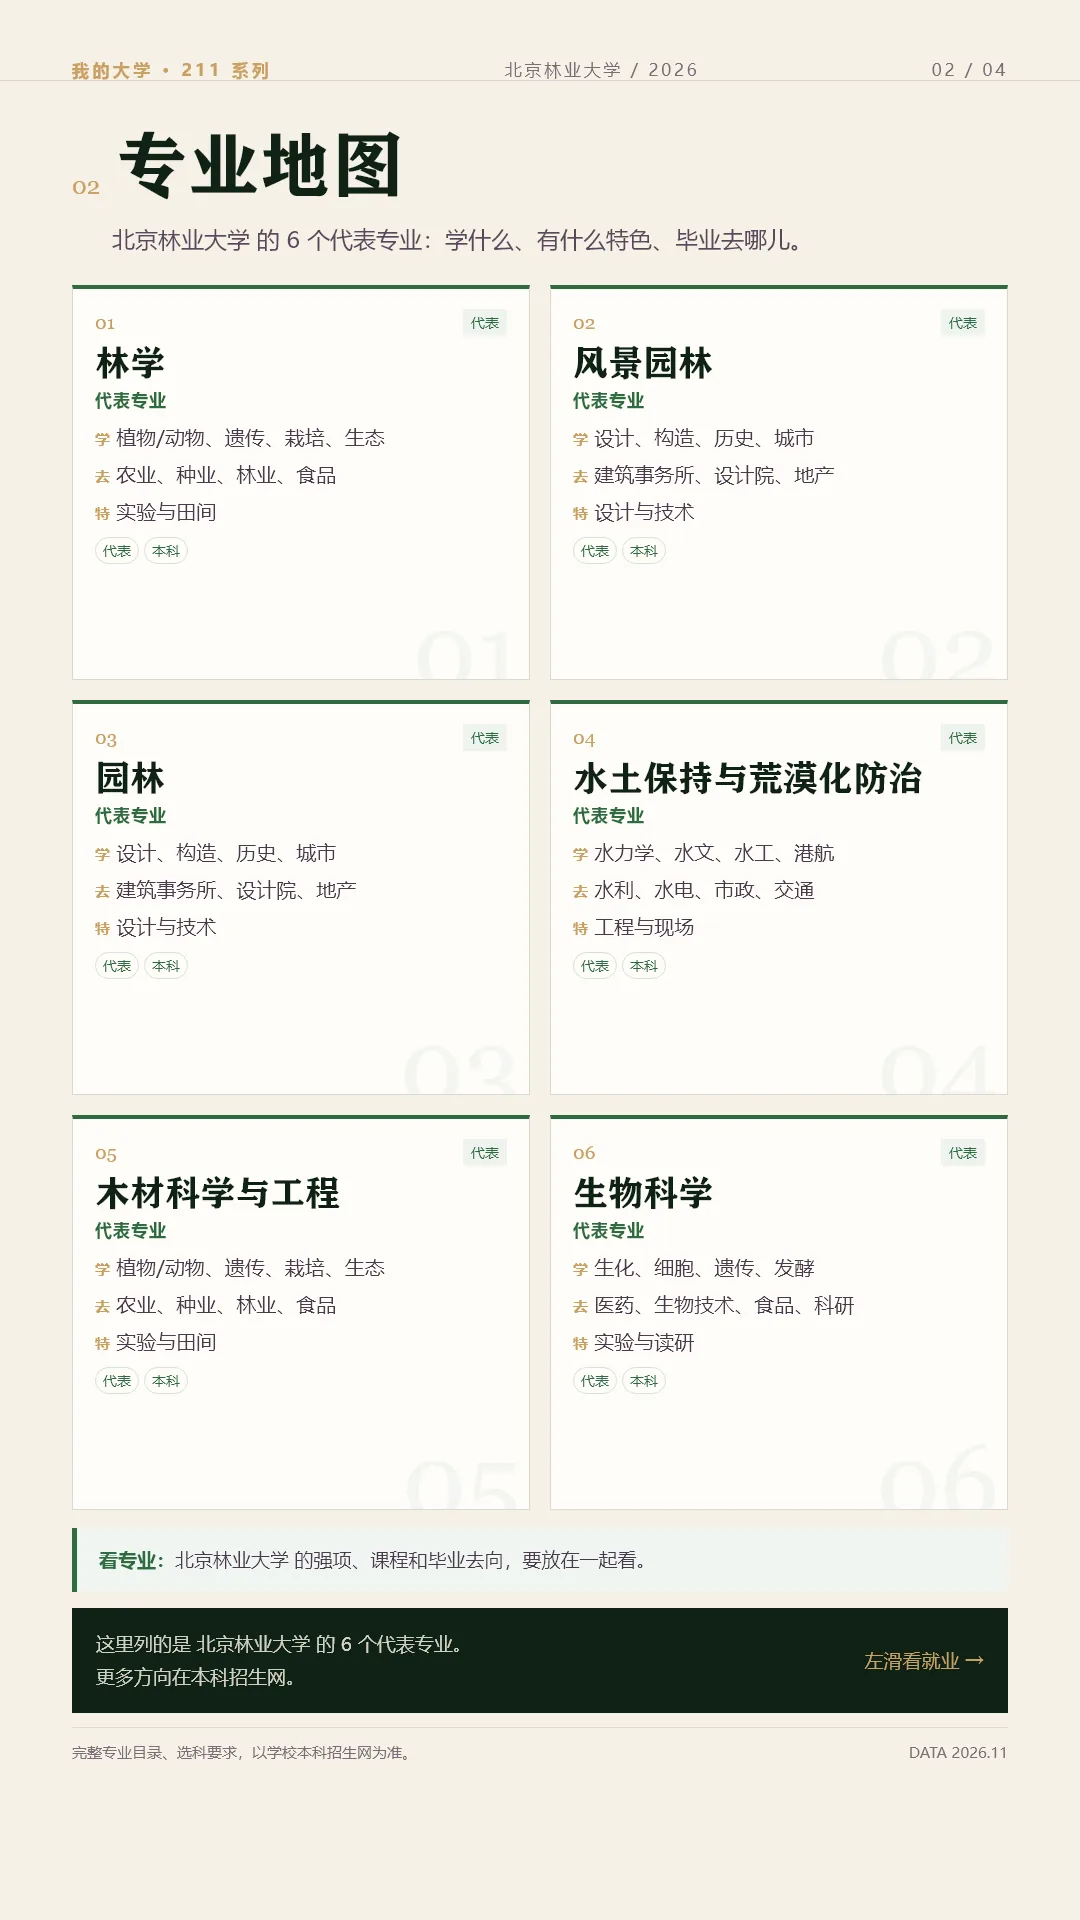 我的大学 • 211 系列
北京林业大学 / 2026
02 / 04
02 专业地图
北京林业大学 的 6 个代表专业：学什么、有什么特色、毕业去哪儿。
01
代表
林学
代表专业
学 植物/动物、遗传、栽培、生态
去 农业、种业、林业、食品
特 实验与田间
代表 本科
01
02
代表
风景园林
代表专业
学 设计、构造、历史、城市
去 建筑事务所、设计院、地产
特 设计与技术
代表 本科
02
03
代表
园林
代表专业
学 设计、构造、历史、城市
去 建筑事务所、设计院、地产
特 设计与技术
代表 本科
03
04
代表
水土保持与荒漠化防治
代表专业
学 水力学、水文、水工、港航
去 水利、水电、市政、交通
特 工程与现场
代表 本科
04
05
代表
木材科学与工程
代表专业
学 植物/动物、遗传、栽培、生态
去 农业、种业、林业、食品
特 实验与田间
代表 本科
05
06
代表
生物科学
代表专业
学 生化、细胞、遗传、发酵
去 医药、生物技术、食品、科研
特 实验与读研
代表 本科
06
看专业：北京林业大学 的强项、课程和毕业去向，要放在一起看。
这里列的是 北京林业大学 的 6 个代表专业。
更多方向在本科招生网。
左滑看就业 →
完整专业目录、选科要求，以学校本科招生网为准。
DATA 2026.11